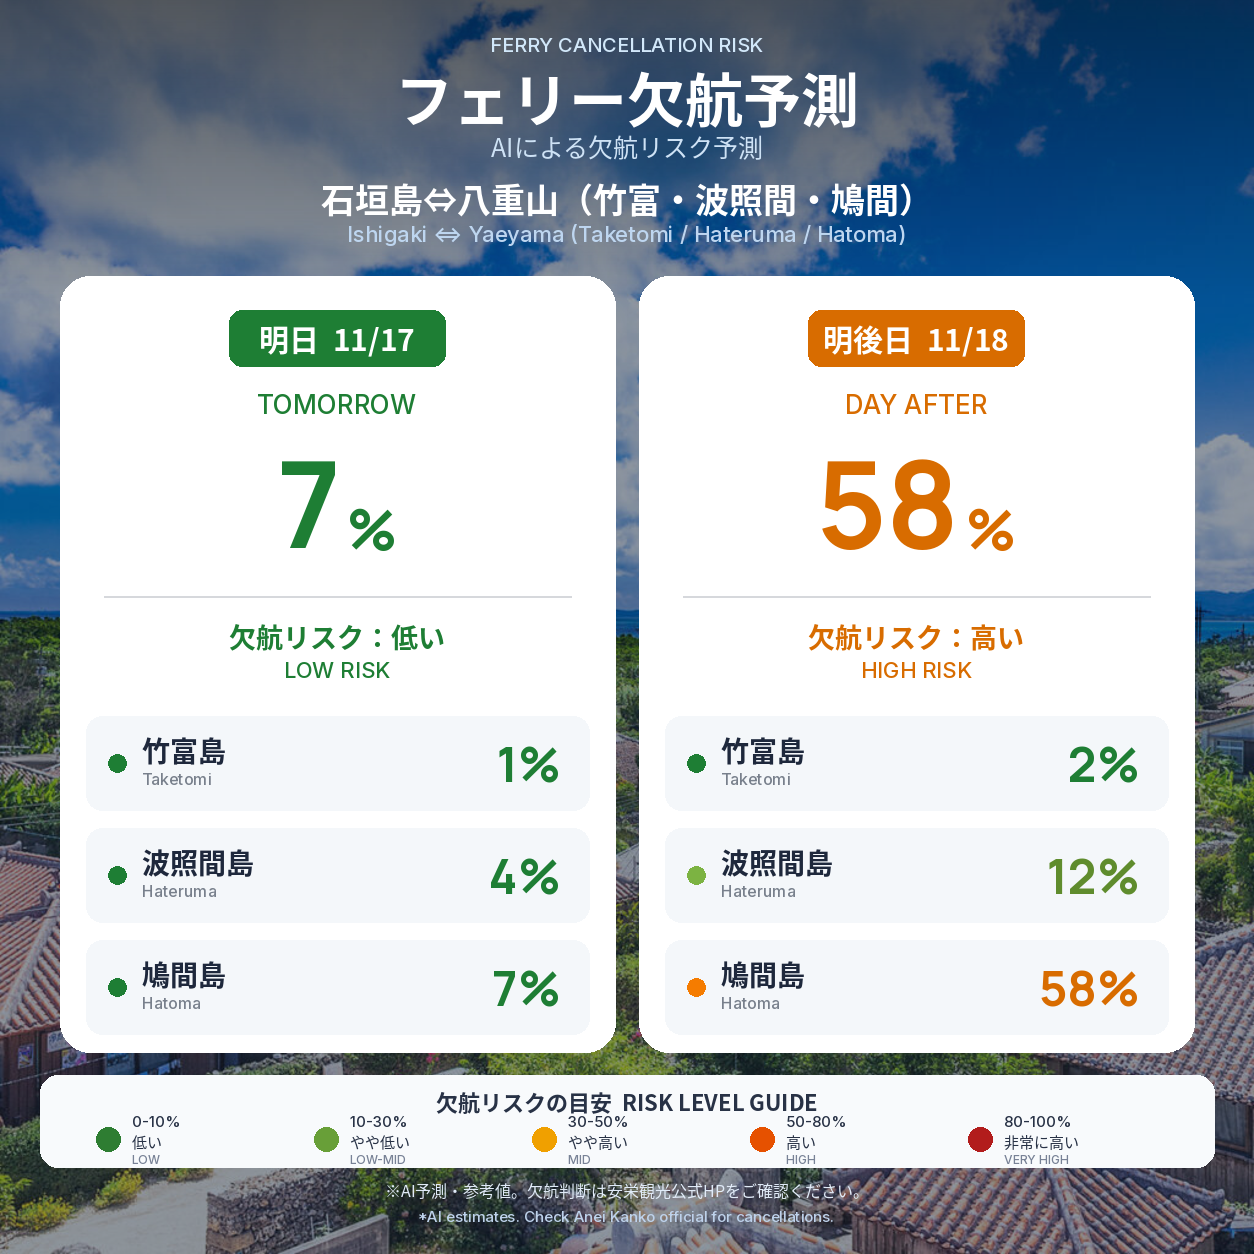 FERRY CANCELLATION RISK
フェリー欠航予測
AIによる欠航リスク予測
石垣島⇔八重山（竹富・波照間・鳩間）
Ishigaki ⇔ Yaeyama (Taketomi / Hateruma / Hatoma)
明日 11/17
TOMORROW
7%
欠航リスク：低い
LOW RISK
竹富島
Taketomi
1%
波照間島
Hateruma
4%
鳩間島
Hatoma
7%
明後日 11/18
DAY AFTER
58%
欠航リスク：高い
HIGH RISK
竹富島
Taketomi
2%
波照間島
Hateruma
12%
鳩間島
Hatoma
58%
欠航リスクの目安 RISK LEVEL GUIDE
0-10%
低い
LOW
10-30%
やや低い
LOW-MID
30-50%
やや高い
MID
50-80%
高い
HIGH
80-100%
非常に高い
VERY HIGH
※AI予測・参考値。欠航判断は安栄観光公式HPをご確認ください。
*AI estimates. Check Anei Kanko official for cancellations.